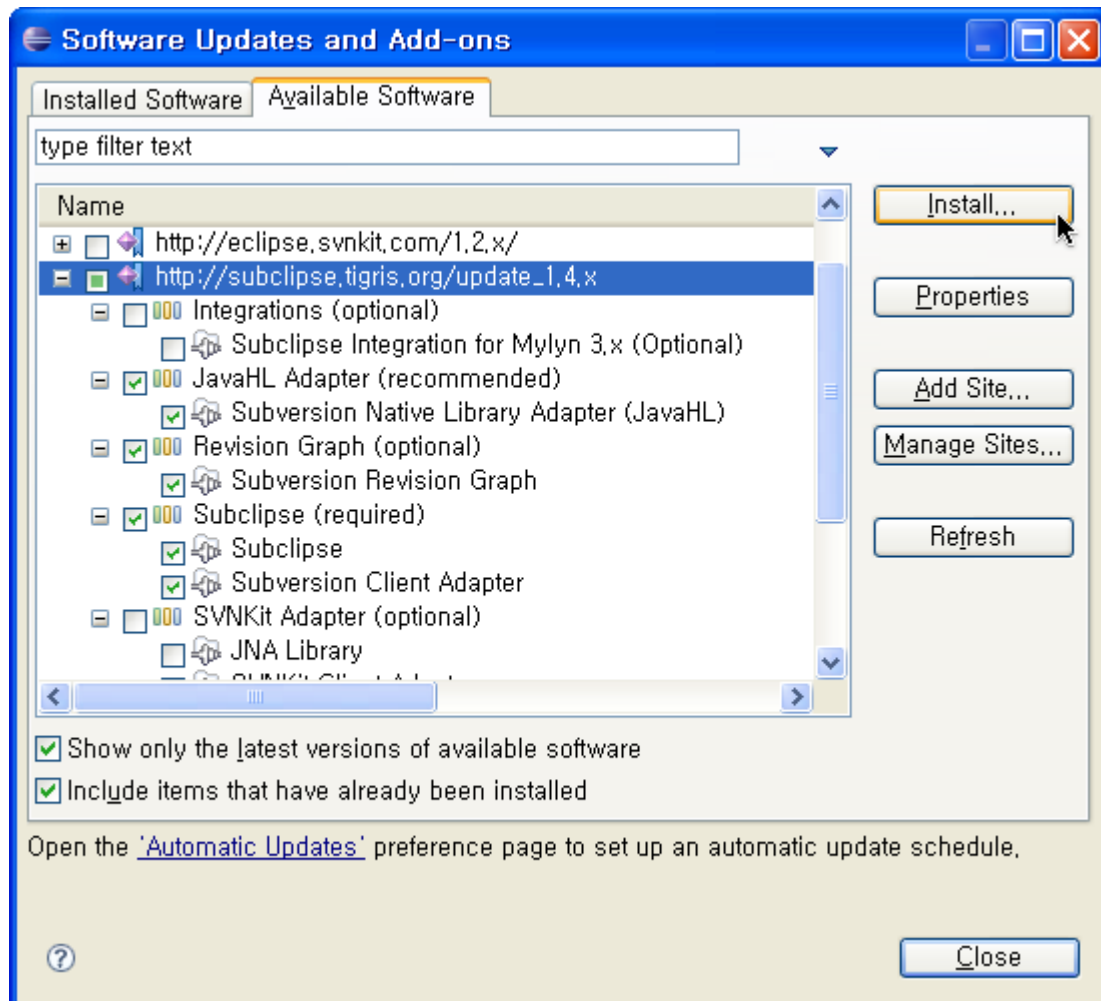 Software Updates and Add-ons
Installed Software
Available Software
type filter text
Name
Install...
http://eclipse.svnkit.com/1.2.x/
http://subclipse.tigris.org/update_1.4.x
Properties
Integrations (optional)
Subclipse Integration for Mylyn 3.x (Optional)
JavaHL Adapter (recommended)
Add Site...
Subversion Native Library Adapter (JavaHL)
Revision Graph (optional)
Manage Sites...
Subversion Revision Graph
Subclipse (required)
Refresh
Subclipse
Subversion Client Adapter
SVNKit Adapter (optional)
JNA Library
Show only the latest versions of available software
Include items that have already been installed
Open the 'Automatic Updates' preference page to set up an automatic update schedule.
Close